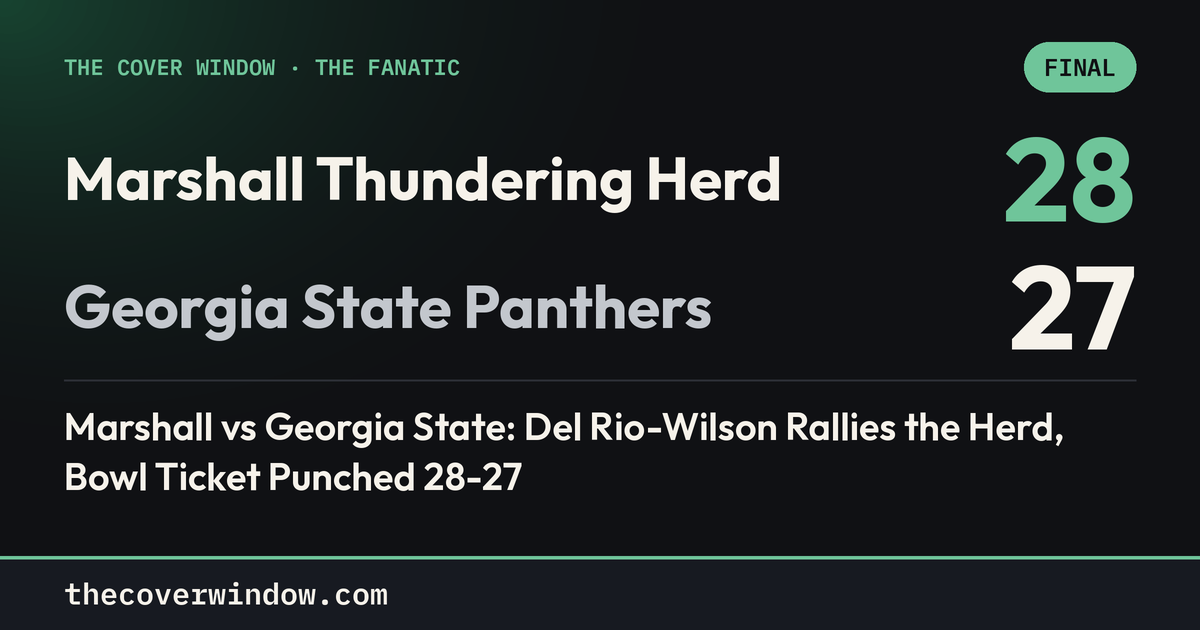 THE COVER WINDOW · THE FANATIC
FINAL
Marshall Thundering Herd 28
Georgia State Panthers 27
Marshall vs Georgia State: Del Rio-Wilson Rallies the Herd,
Bowl Ticket Punched 28-27
thecoverwindow.com